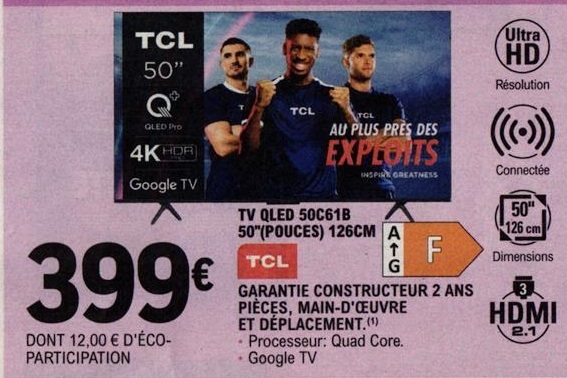 TCL
50"
Q+
QLED Pro
4K HDR
Google TV
T
TCL
TCL
AU PLUS PRÈS DES
EXPLOITS
INSPIRE GREATNESS
Ultra
HD
Résolution
Connectée
50"
126 cm
Dimensions
3
HDMI
2.1
399€
DONT 12,00 € D'ÉCO-
PARTICIPATION
TV QLED 50C61B
50"(POUCES) 126CM
A
↑
G
F
TCL
GARANTIE CONSTRUCTEUR 2 ANS
PIÈCES, MAIN-D'ŒUVRE
ET DÉPLACEMENT.(1)
• Processeur: Quad Core.
• Google TV